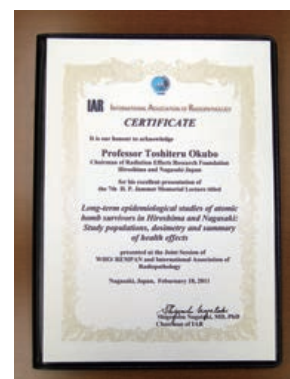 IAR INTERNATIONAL ASSOCIATION OF RADIOPATHOLOGY
CERTIFICATE
It is our honour to acknowledge
Professor Toshiteru Okubo
Chairman of Radiation Effects Research Foundation
Hiroshima and Nagasaki Japan
for his excellent presentation of
the 7th H. P. Jammet Memorial Lecture titled
Long-term epidemiological studies of atomic
bomb survivors in Hiroshima and Nagasaki:
Study populations, dosimetry and summary
of health effects
presented at the Joint Session of
WHO/REMPAN and International Association of
Radiopathology
Nagasaki, Japan, February 18, 2011
Shigenobu Nagataki, MD, PhD
Chairman of IAR